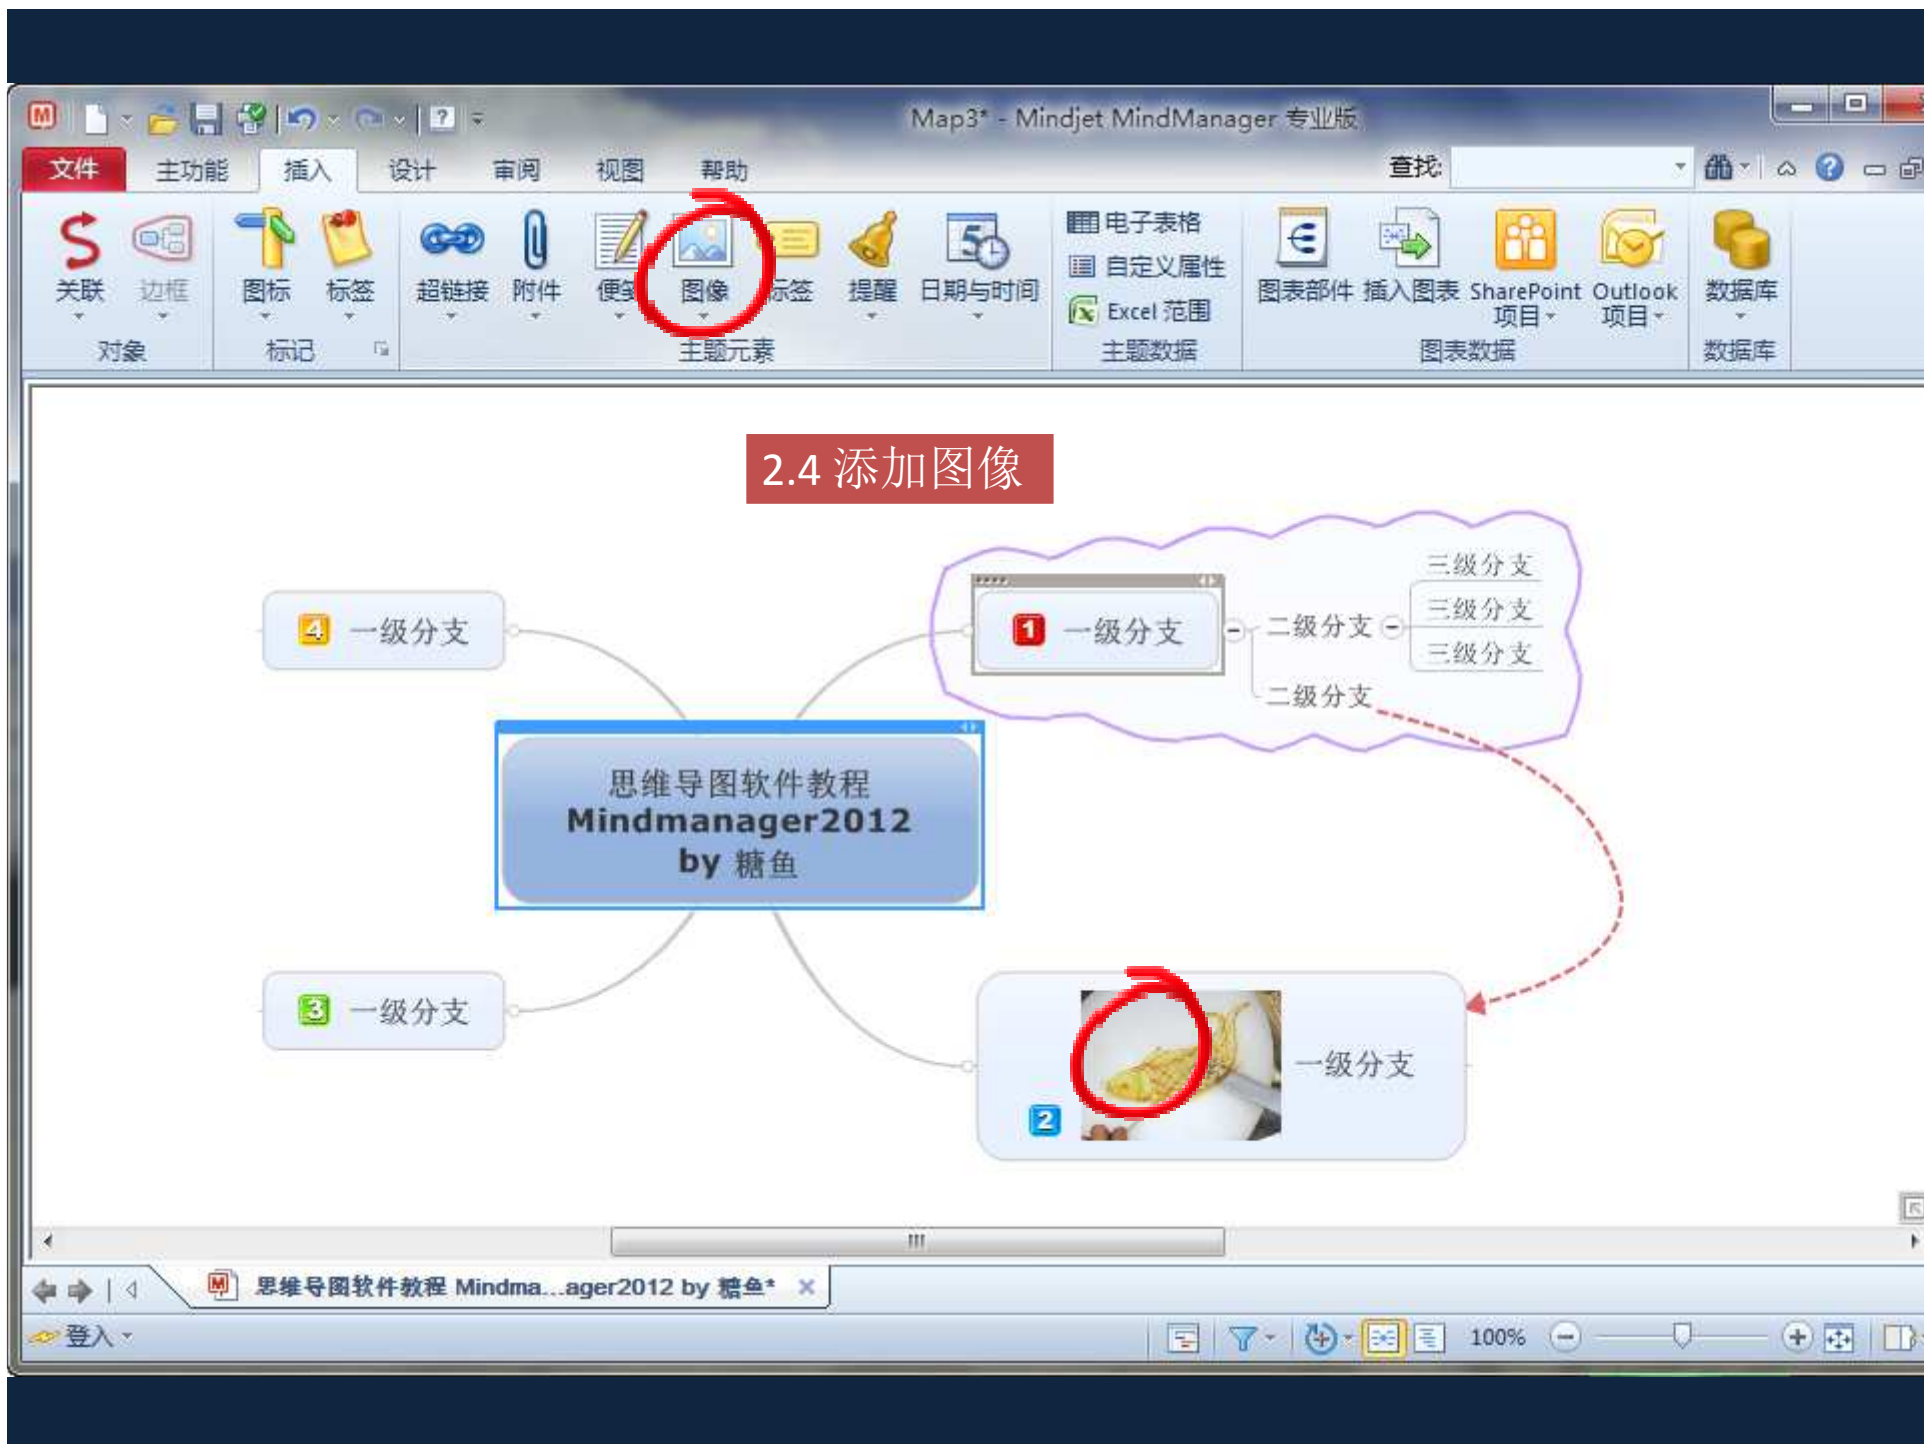 Map3* - Mindjet MindManager 专业版
文件 主功能 插入 设计 审阅 视图 帮助 查找:
关联 边框 图标 标签 超链接 附件 便笺 图像 标签 提醒 日期与时间
电子表格
自定义属性
Excel 范围
图表部件 插入图表 SharePoint 项目 Outlook 项目 数据库
对象 标记 主题元素 主题数据 图表数据 数据库
2.4 添加图像
4 一级分支
1 一级分支
二级分支
三级分支
三级分支
三级分支
二级分支
思维导图软件教程
Mindmanager2012
by 糖鱼
3 一级分支
2 一级分支
思维导图软件教程 Mindma...ager2012 by 糖鱼*
登入 100%